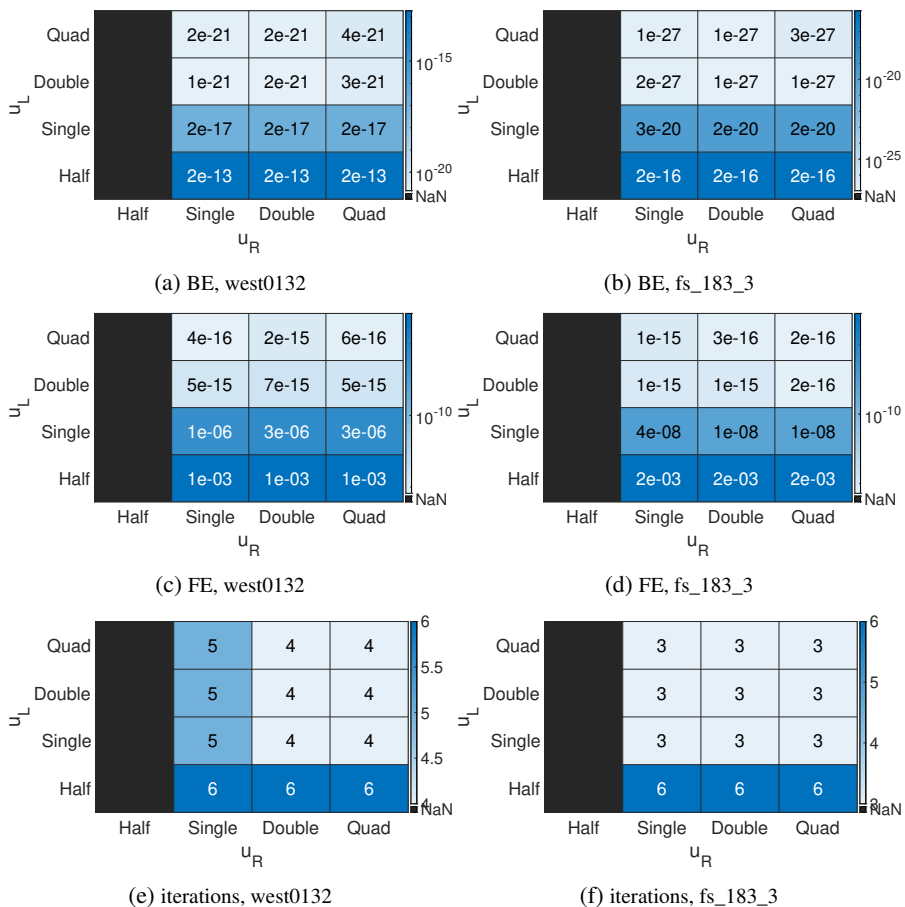 Quad 2e-21 2e-21 4e-21
Double 1e-21 2e-21 3e-21
Single 2e-17 2e-17 2e-17
Half 2e-13 2e-13 2e-13
u_L
10^-15
10^-20
NaN
Half Single Double Quad
u_R
(a) BE, west0132
Quad 1e-27 1e-27 3e-27
Double 2e-27 1e-27 1e-27
Single 3e-20 2e-20 2e-20
Half 2e-16 2e-16 2e-16
u_L
10^-20
10^-25
NaN
Half Single Double Quad
u_R
(b) BE, fs_183_3
Quad 4e-16 2e-15 6e-16
Double 5e-15 7e-15 5e-15
Single 1e-06 3e-06 3e-06
Half 1e-03 1e-03 1e-03
u_L
10^-10
NaN
Half Single Double Quad
u_R
(c) FE, west0132
Quad 1e-15 3e-16 2e-16
Double 1e-15 1e-15 2e-16
Single 4e-08 1e-08 1e-08
Half 2e-03 2e-03 2e-03
u_L
10^-10
NaN
Half Single Double Quad
u_R
(d) FE, fs_183_3
Quad 5 4 4
Double 5 4 4
Single 5 4 4
Half 6 6 6
u_L
6
5.5
5
4.5
4
NaN
Half Single Double Quad
u_R
(e) iterations, west0132
Quad 3 3 3
Double 3 3 3
Single 3 3 3
Half 6 6 6
u_L
6
5
4
3
NaN
Half Single Double Quad
u_R
(f) iterations, fs_183_3